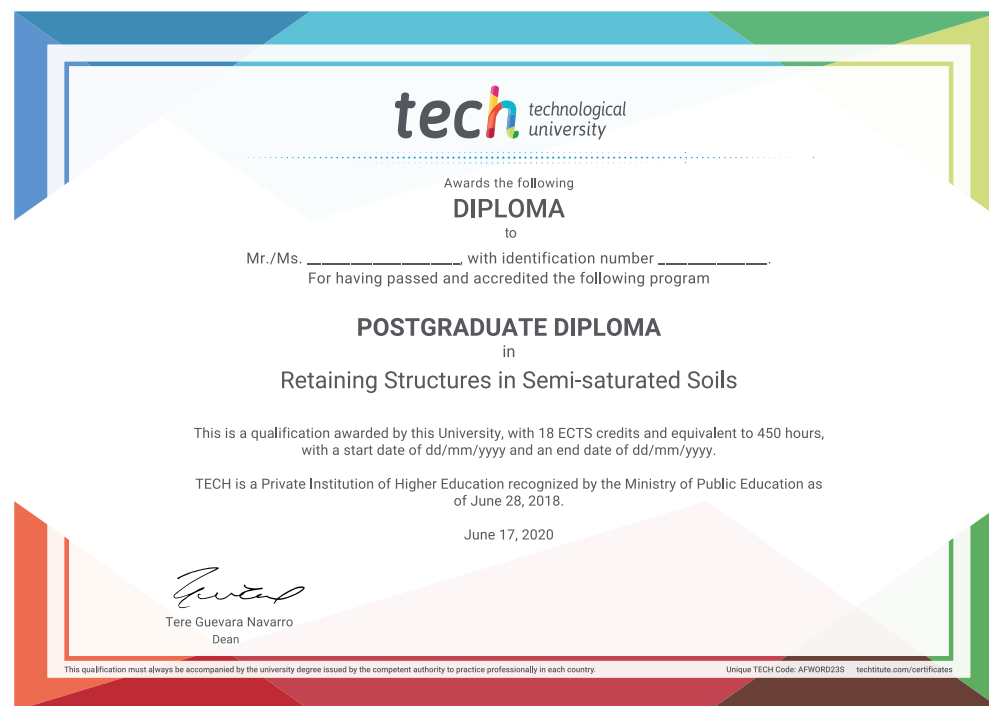 tech technological
university
Awards the following
DIPLOMA
to
Mr./Ms. ____________________, with identification number ______________.
For having passed and accredited the following program
POSTGRADUATE DIPLOMA
in
Retaining Structures in Semi-saturated Soils
This is a qualification awarded by this University, with 18 ECTS credits and equivalent to 450 hours,
with a start date of dd/mm/yyyy and an end date of dd/mm/yyyy.
TECH is a Private Institution of Higher Education recognized by the Ministry of Public Education as
of June 28, 2018.
June 17, 2020
Tere Guevara Navarro
Dean
This qualification must always be accompanied by the university degree issued by the competent authority to practice professionally in each country.
Unique TECH Code: AFWORD23S techtitute.com/certificates